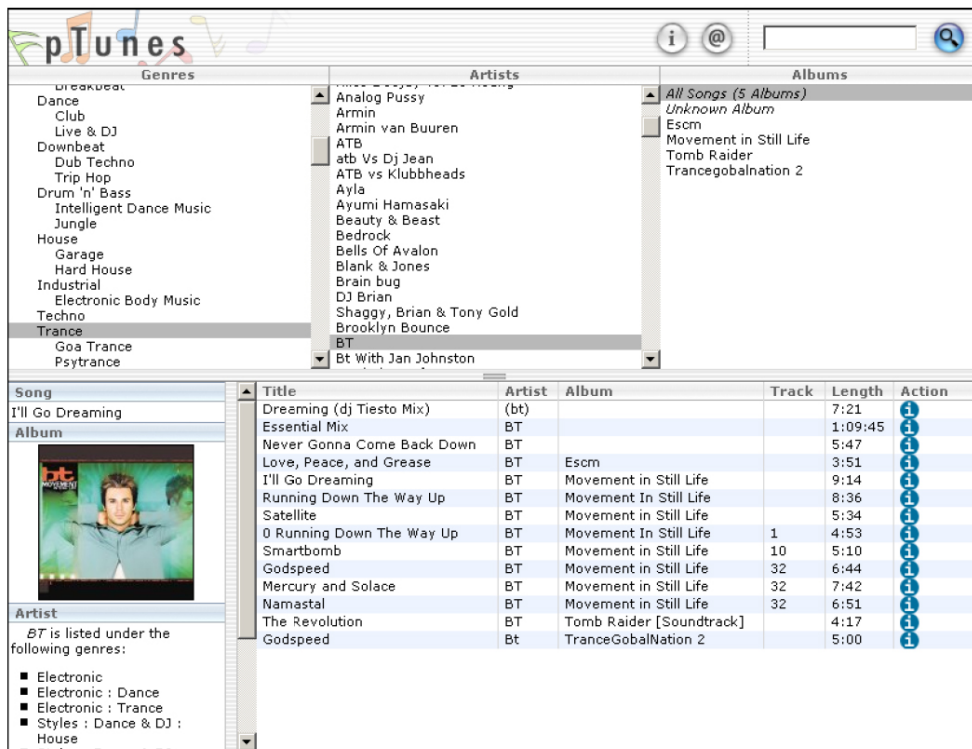 pTunes
i @
Genres
Breakbeat
Dance
Club
Live & DJ
Downbeat
Dub Techno
Trip Hop
Drum 'n' Bass
Intelligent Dance Music
Jungle
House
Garage
Hard House
Industrial
Electronic Body Music
Techno
Trance
Goa Trance
Psytrance
Artists
Analog Pussy
Armin
Armin van Buuren
ATB
atb Vs Dj Jean
ATB vs Klubbheads
Ayla
Ayumi Hamasaki
Beauty & Beast
Bedrock
Bells Of Avalon
Blank & Jones
Brain bug
DJ Brian
Shaggy, Brian & Tony Gold
Brooklyn Bounce
BT
Bt With Jan Johnston
Albums
All Songs (5 Albums)
Unknown Album
Escm
Movement in Still Life
Tomb Raider
Trancegobalnation 2
Song
I'll Go Dreaming
Album
bt
MOVEMENT
Artist
BT is listed under the
following genres:
Electronic
Electronic : Dance
Electronic : Trance
Styles : Dance & DJ :
House
Title Artist Album Track Length Action
Dreaming (dj Tiesto Mix) (bt) 7:21 i
Essential Mix BT 1:09:45 i
Never Gonna Come Back Down BT 5:47 i
Love, Peace, and Grease BT Escm 3:51 i
I'll Go Dreaming BT Movement in Still Life 9:14 i
Running Down The Way Up BT Movement In Still Life 8:36 i
Satellite BT Movement in Still Life 5:34 i
0 Running Down The Way Up BT Movement In Still Life 1 4:53 i
Smartbomb BT Movement in Still Life 10 5:10 i
Godspeed BT Movement in Still Life 32 6:44 i
Mercury and Solace BT Movement in Still Life 32 7:42 i
Namastal BT Movement in Still Life 32 6:51 i
The Revolution BT Tomb Raider [Soundtrack] 4:17 i
Godspeed Bt TranceGobalNation 2 5:00 i